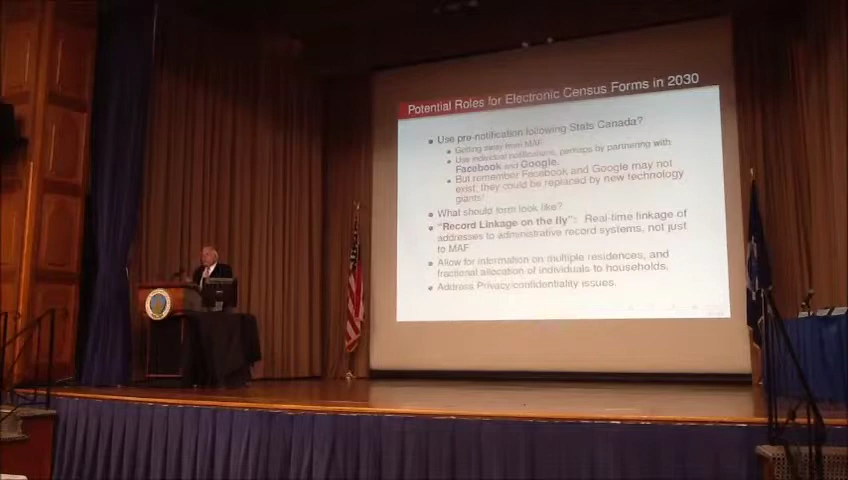 Potential Roles for Electronic Census Forms in 2030
Use pre-notification following Stats Canada?
Getting away from MAF
Use individual notifications, perhaps by partnering with
Facebook and Google.
But remember Facebook and Google may not
exist; they could be replaced by new technology
giants!
What should form look like?
"Record Linkage on the fly": Real-time linkage of
addresses to administrative record systems, not just
to MAF
Allow for information on multiple residences, and
fractional allocation of individuals to households.
Address Privacy/confidentiality issues.